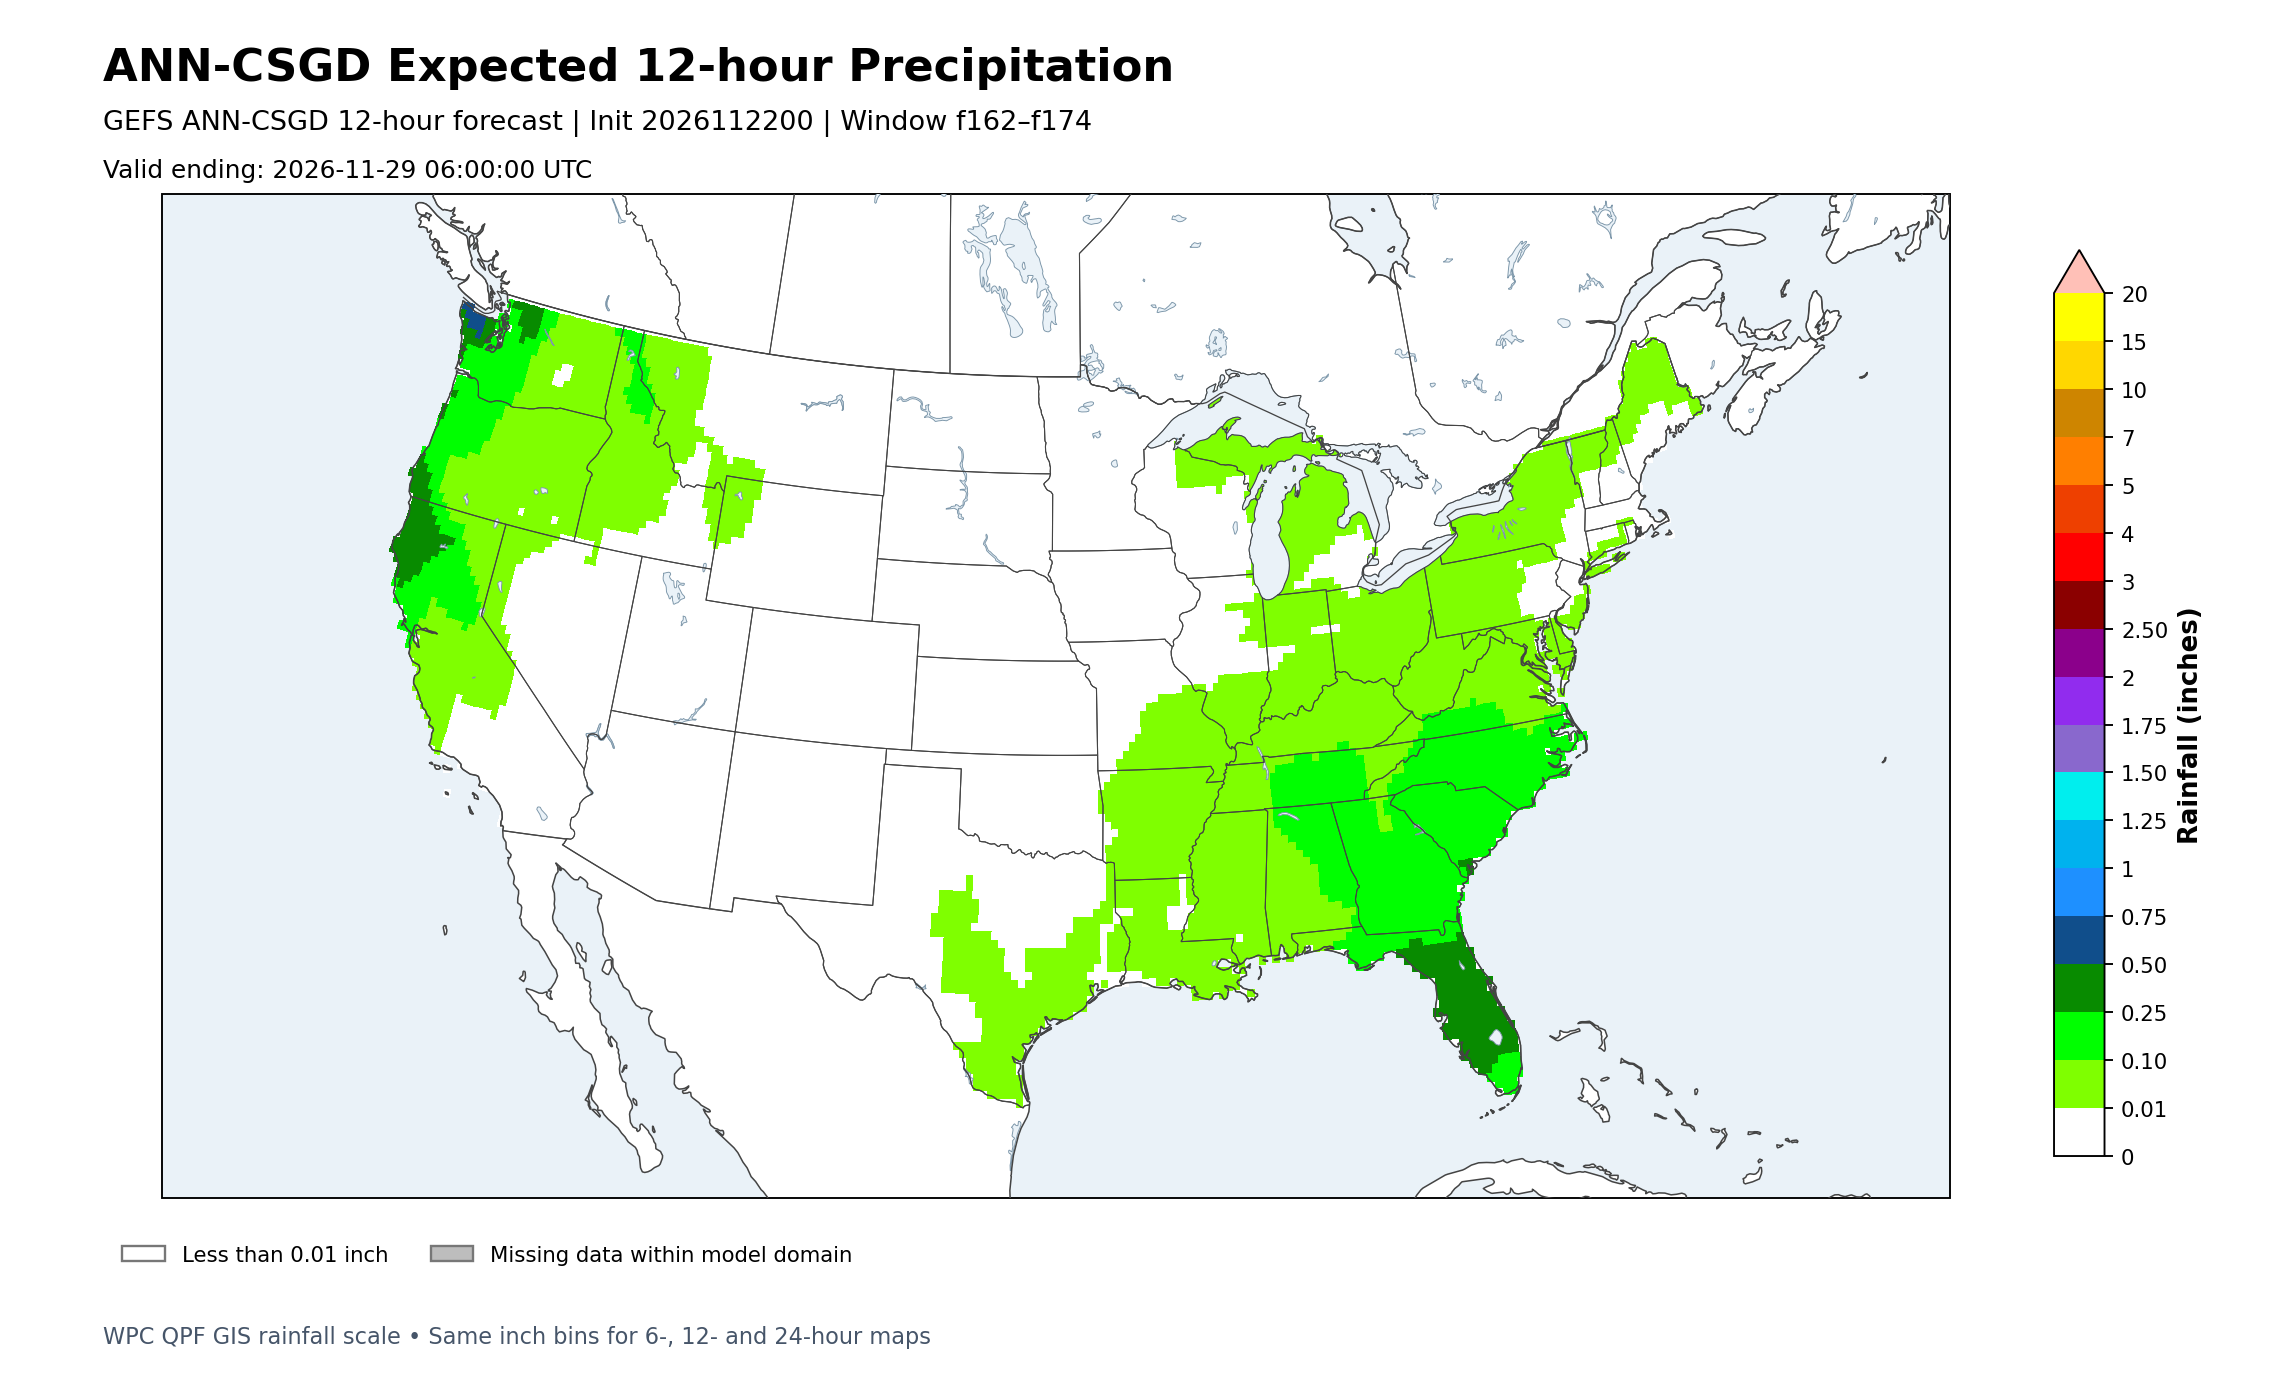 ANN-CSGD Expected 12-hour Precipitation
GEFS ANN-CSGD 12-hour forecast | Init 2026112200 | Window f162–f174
Valid ending: 2026-11-29 06:00:00 UTC
20
15
10
7
5
4
3
2.50
2
1.75
1.50
1.25
1
0.75
0.50
0.25
0.10
0.01
0
Rainfall (inches)
Less than 0.01 inch
Missing data within model domain
WPC QPF GIS rainfall scale • Same inch bins for 6-, 12- and 24-hour maps